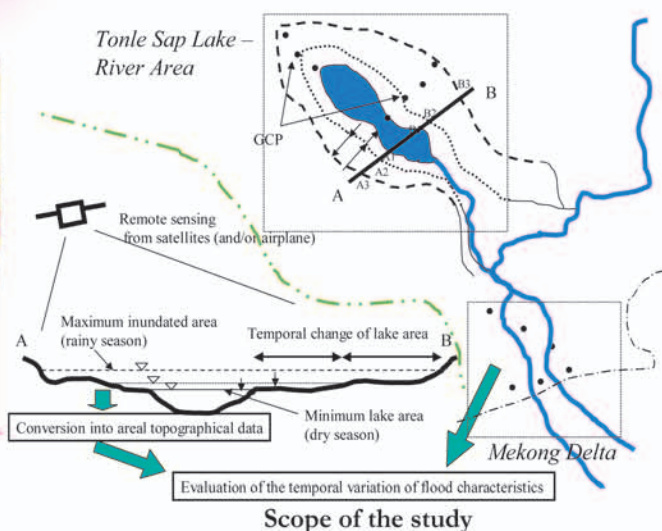 Tonle Sap Lake –
River Area
B3
B
B2
GCP
A1
A2
A3
A
Remote sensing
from satellites (and/or airplane)
Maximum inundated area
(rainy season)
A
Temporal change of lake area
B
Minimum lake area
(dry season)
Conversion into areal topographical data
Mekong Delta
Evaluation of the temporal variation of flood characteristics
Scope of the study